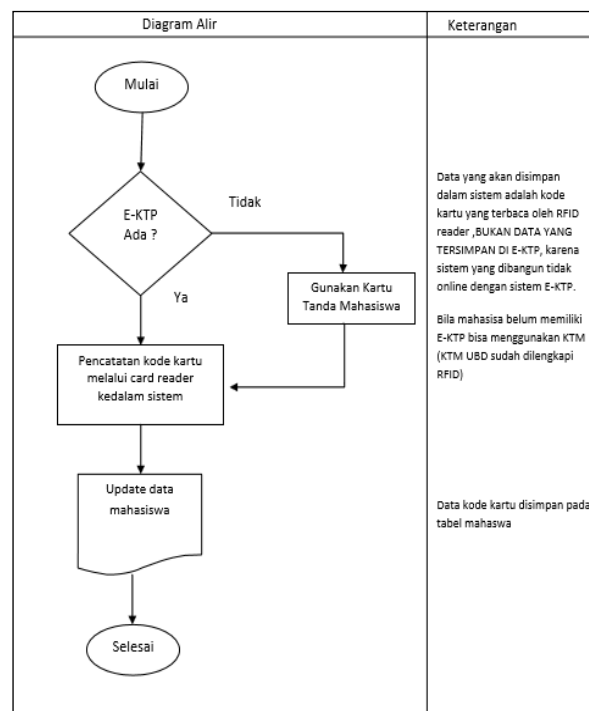 Diagram Alir
Keterangan
Mulai
E-KTP
Ada ?
Tidak
Ya
Gunakan Kartu
Tanda Mahasiswa
Pencatatan kode kartu
melalui card reader
kedalam sistem
Update data
mahasiswa
Selesai
Data yang akan disimpan
dalam sistem adalah kode
kartu yang terbaca oleh RFID
reader ,BUKAN DATA YANG
TERSIMPAN DI E-KTP, karena
sistem yang dibangun tidak
online dengan sistem E-KTP.
Bila mahasisa belum memiliki
E-KTP bisa menggunakan KTM
(KTM UBD sudah dilengkapi
RFID)
Data kode kartu disimpan pada
tabel mahaswa